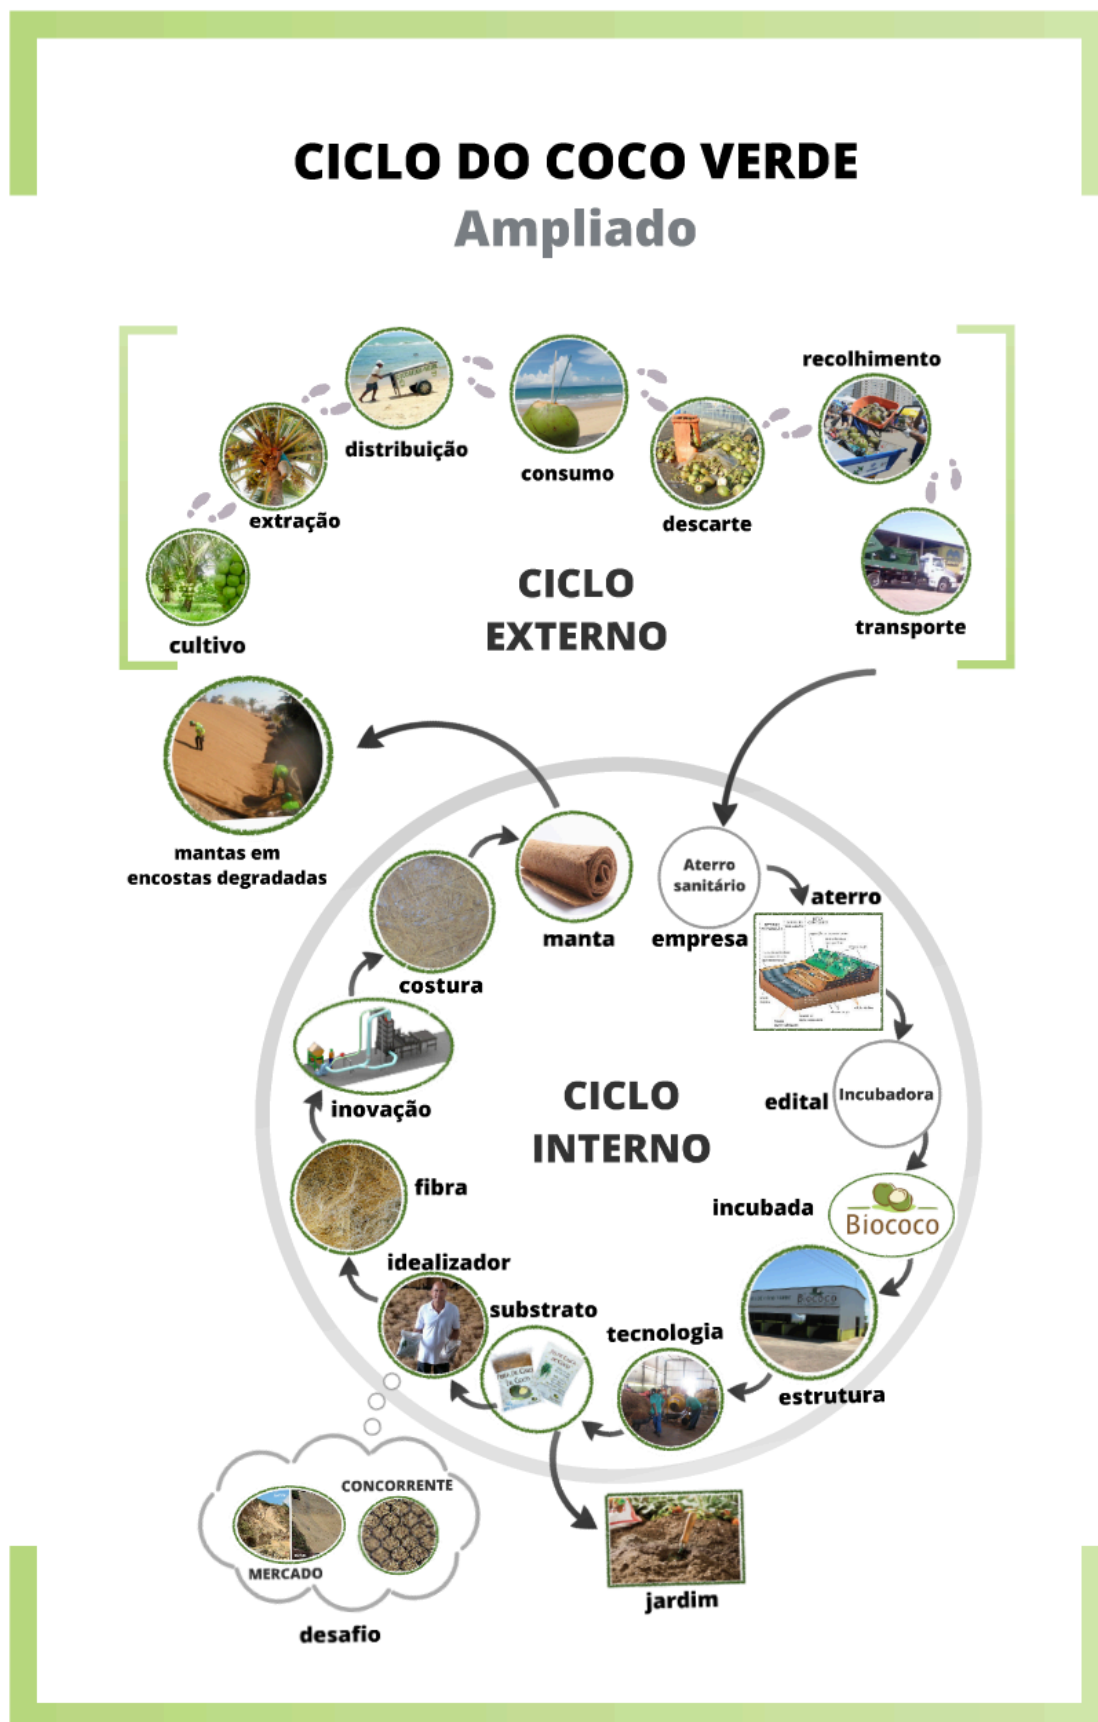 CICLO DO COCO VERDE
Ampliado
recolhimento
distribuição
consumo
extração
descarte
CICLO
EXTERNO
transporte
cultivo
mantas em
encostas degradadas
Aterro
sanitário
aterro
manta
empresa
costura
CICLO
INTERNO
edital
Incubadora
inovação
fibra
incubada
Biococo
idealizador
substrato
tecnologia
estrutura
CONCORRENTE
MERCADO
desafio
jardim